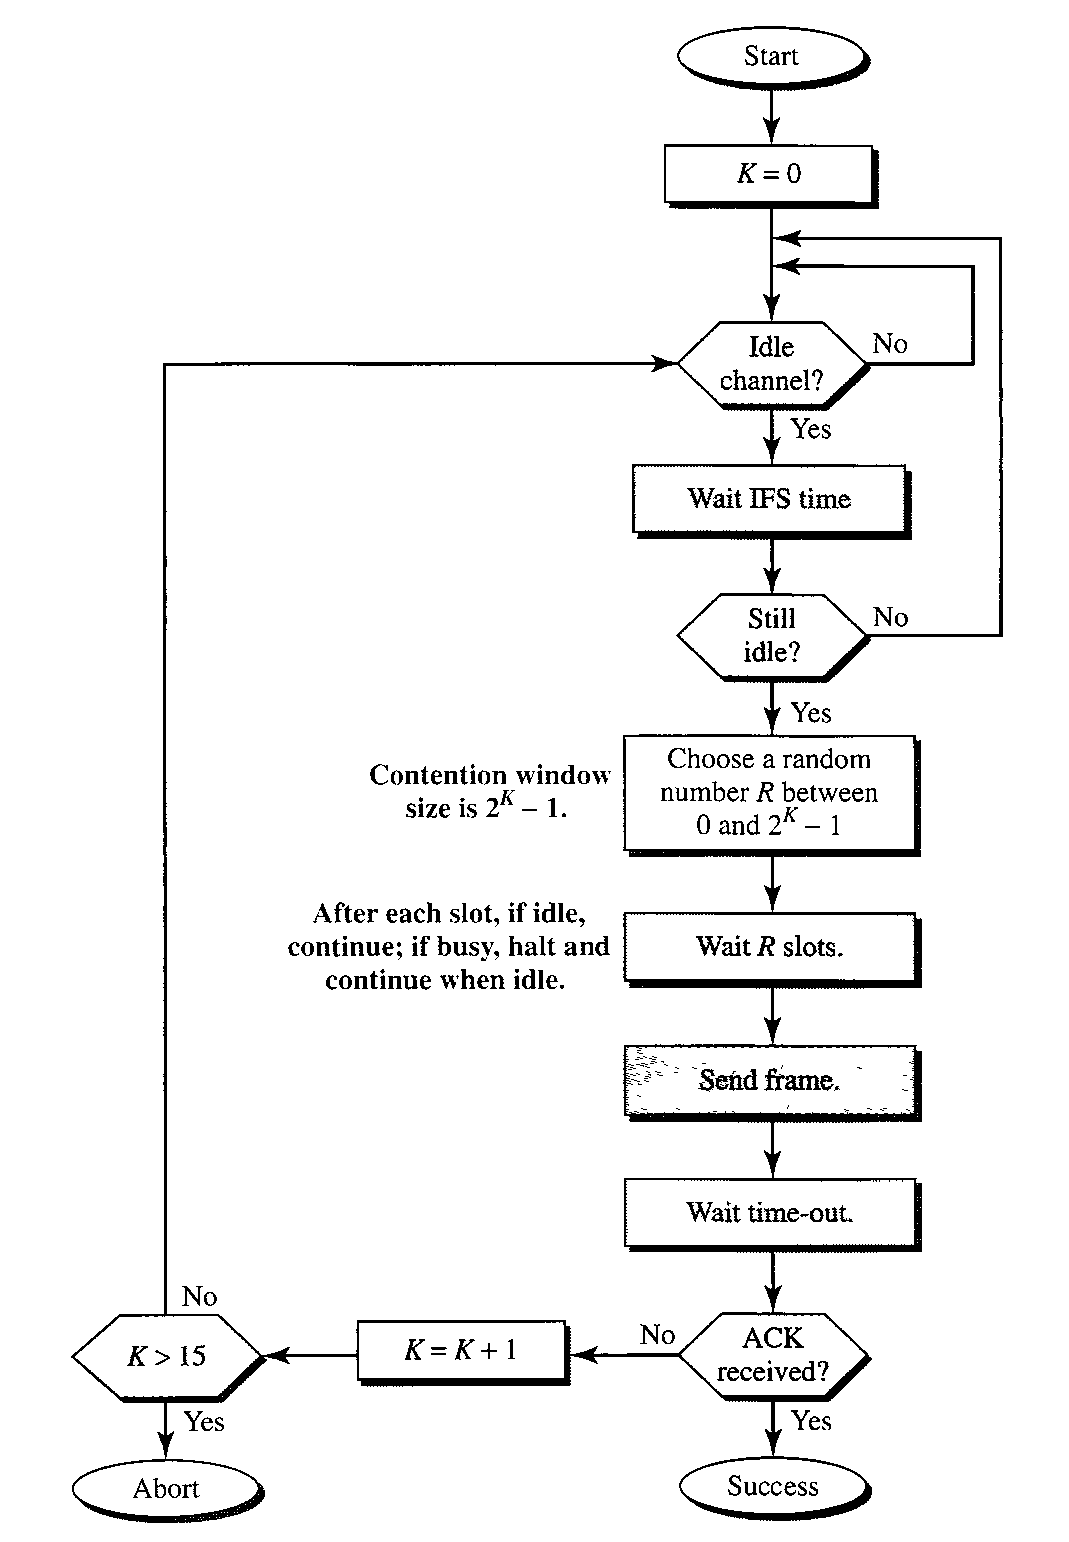 Start
K = 0
Idle
channel?
No
Yes
Wait IFS time
Still
idle?
No
Yes
Contention window
size is 2^K – 1.
Choose a random
number R between
0 and 2^K – 1
After each slot, if idle,
continue; if busy, halt and
continue when idle.
Wait R slots.
Send frame.
Wait time-out.
ACK
received?
No
Yes
K = K + 1
K > 15
No
Yes
Abort
Success